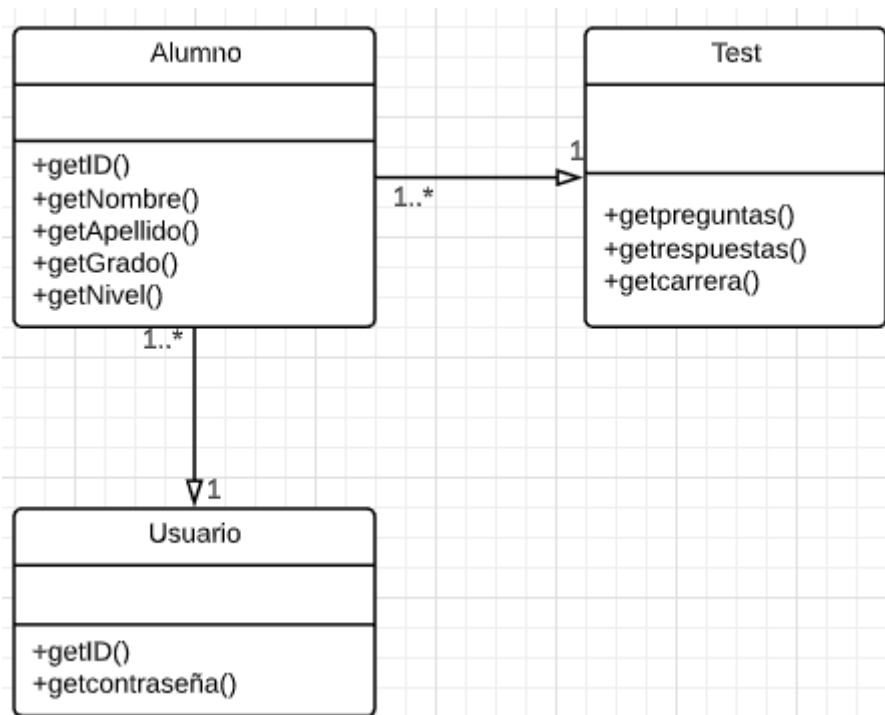 Alumno
+getID()
+getNombre()
+getApellido()
+getGrado()
+getNivel()
1..*
1
Test
+getpreguntas()
+getrespuestas()
+getcarrera()
1..*
1
Usuario
+getID()
+getcontraseña()